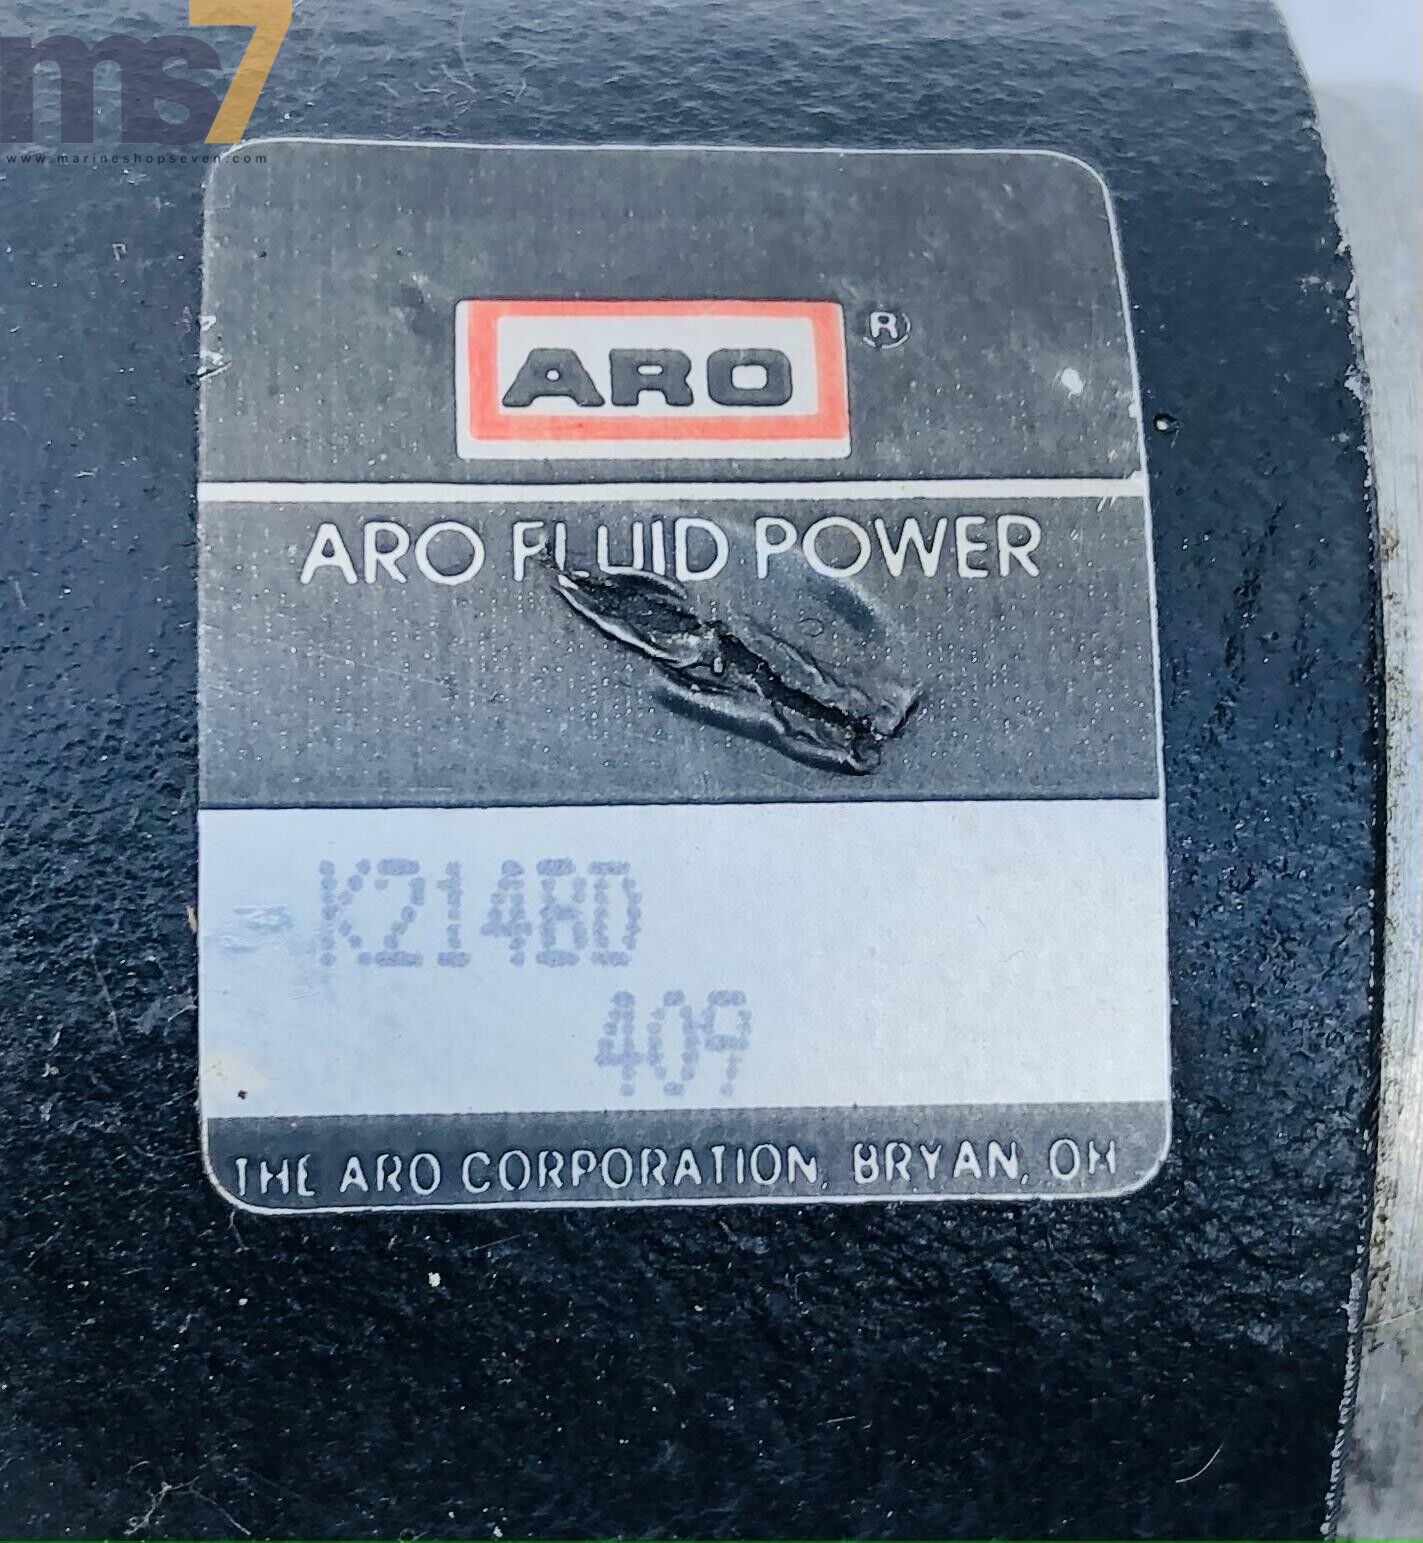 ms7
www.marineshopseven.com
ARO ®
ARO FLUID POWER
K214BD
409
THE ARO CORPORATION, BRYAN, OH